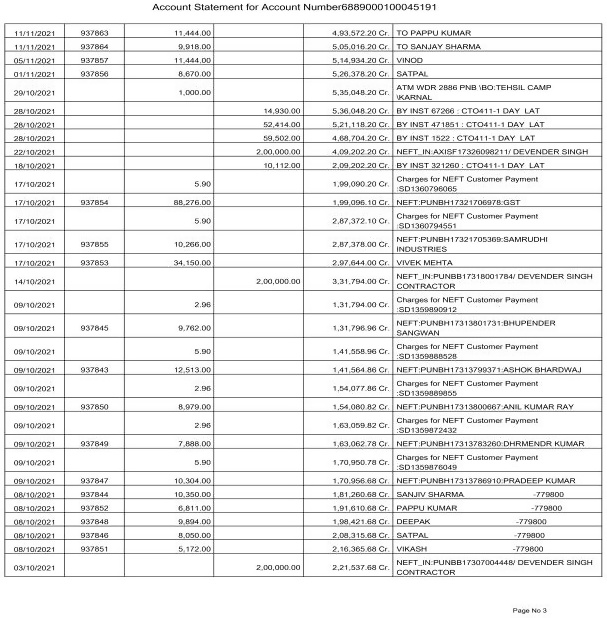 Account Statement for Account Number6889000100045191
11/11/2021 937863 11,444.00 4,93,572.20 Cr. TO PAPPU KUMAR
11/11/2021 937864 9,918.00 5,05,016.20 Cr. TO SANJAY SHARMA
05/11/2021 937857 11,444.00 5,14,934.20 Cr. VINOD
01/11/2021 937856 8,670.00 5,26,378.20 Cr. SATPAL
29/10/2021 1,000.00 5,35,048.20 Cr. ATM WDR 2886 PNB \BO:TEHSIL CAMP
\KARNAL
28/10/2021 14,930.00 5,36,048.20 Cr. BY INST 67266 : CTO411-1 DAY LAT
28/10/2021 52,414.00 5,21,118.20 Cr. BY INST 471851 : CTO411-1 DAY LAT
28/10/2021 59,502.00 4,68,704.20 Cr. BY INST 1522 : CTO411-1 DAY LAT
22/10/2021 2,00,000.00 4,09,202.20 Cr. NEFT_IN:AXISF17326098211/ DEVENDER SINGH
18/10/2021 10,112.00 2,09,202.20 Cr. BY INST 321260 : CTO411-1 DAY LAT
17/10/2021 5.90 1,99,090.20 Cr. Charges for NEFT Customer Payment
:SD1360796065
17/10/2021 937854 88,276.00 1,99,096.10 Cr. NEFT:PUNBH17321706978:GST
17/10/2021 5.90 2,87,372.10 Cr. Charges for NEFT Customer Payment
:SD1360794551
17/10/2021 937855 10,266.00 2,87,378.00 Cr. NEFT:PUNBH17321705369:SAMRUDHI
INDUSTRIES
17/10/2021 937853 34,150.00 2,97,644.00 Cr. VIVEK MEHTA
14/10/2021 2,00,000.00 3,31,794.00 Cr. NEFT_IN:PUNBB17318001784/ DEVENDER SINGH
CONTRACTOR
09/10/2021 2.96 1,31,794.00 Cr. Charges for NEFT Customer Payment
:SD1359890912
09/10/2021 937845 9,762.00 1,31,796.96 Cr. NEFT:PUNBH17313801731:BHUPENDER
SANGWAN
09/10/2021 5.90 1,41,558.96 Cr. Charges for NEFT Customer Payment
:SD1359888528
09/10/2021 937843 12,513.00 1,41,564.86 Cr. NEFT:PUNBH17313799371:ASHOK BHARDWAJ
09/10/2021 2.96 1,54,077.86 Cr. Charges for NEFT Customer Payment
:SD1359889855
09/10/2021 937850 8,979.00 1,54,080.82 Cr. NEFT:PUNBH17313800667:ANIL KUMAR RAY
09/10/2021 2.96 1,63,059.82 Cr. Charges for NEFT Customer Payment
:SD1359872432
09/10/2021 937849 7,888.00 1,63,062.78 Cr. NEFT:PUNBH17313783260:DHRMENDR KUMAR
09/10/2021 5.90 1,70,950.78 Cr. Charges for NEFT Customer Payment
:SD1359876049
09/10/2021 937847 10,304.00 1,70,956.68 Cr. NEFT:PUNBH17313786910:PRADEEP KUMAR
08/10/2021 937844 10,350.00 1,81,260.68 Cr. SANJIV SHARMA -779800
08/10/2021 937852 6,811.00 1,91,610.68 Cr. PAPPU KUMAR -779800
08/10/2021 937848 9,894.00 1,98,421.68 Cr. DEEPAK -779800
08/10/2021 937846 8,050.00 2,08,315.68 Cr. SATPAL -779800
08/10/2021 937851 5,172.00 2,16,365.68 Cr. VIKASH -779800
03/10/2021 2,00,000.00 2,21,537.68 Cr. NEFT_IN:PUNBB17307004448/ DEVENDER SINGH
CONTRACTOR
Page No 3